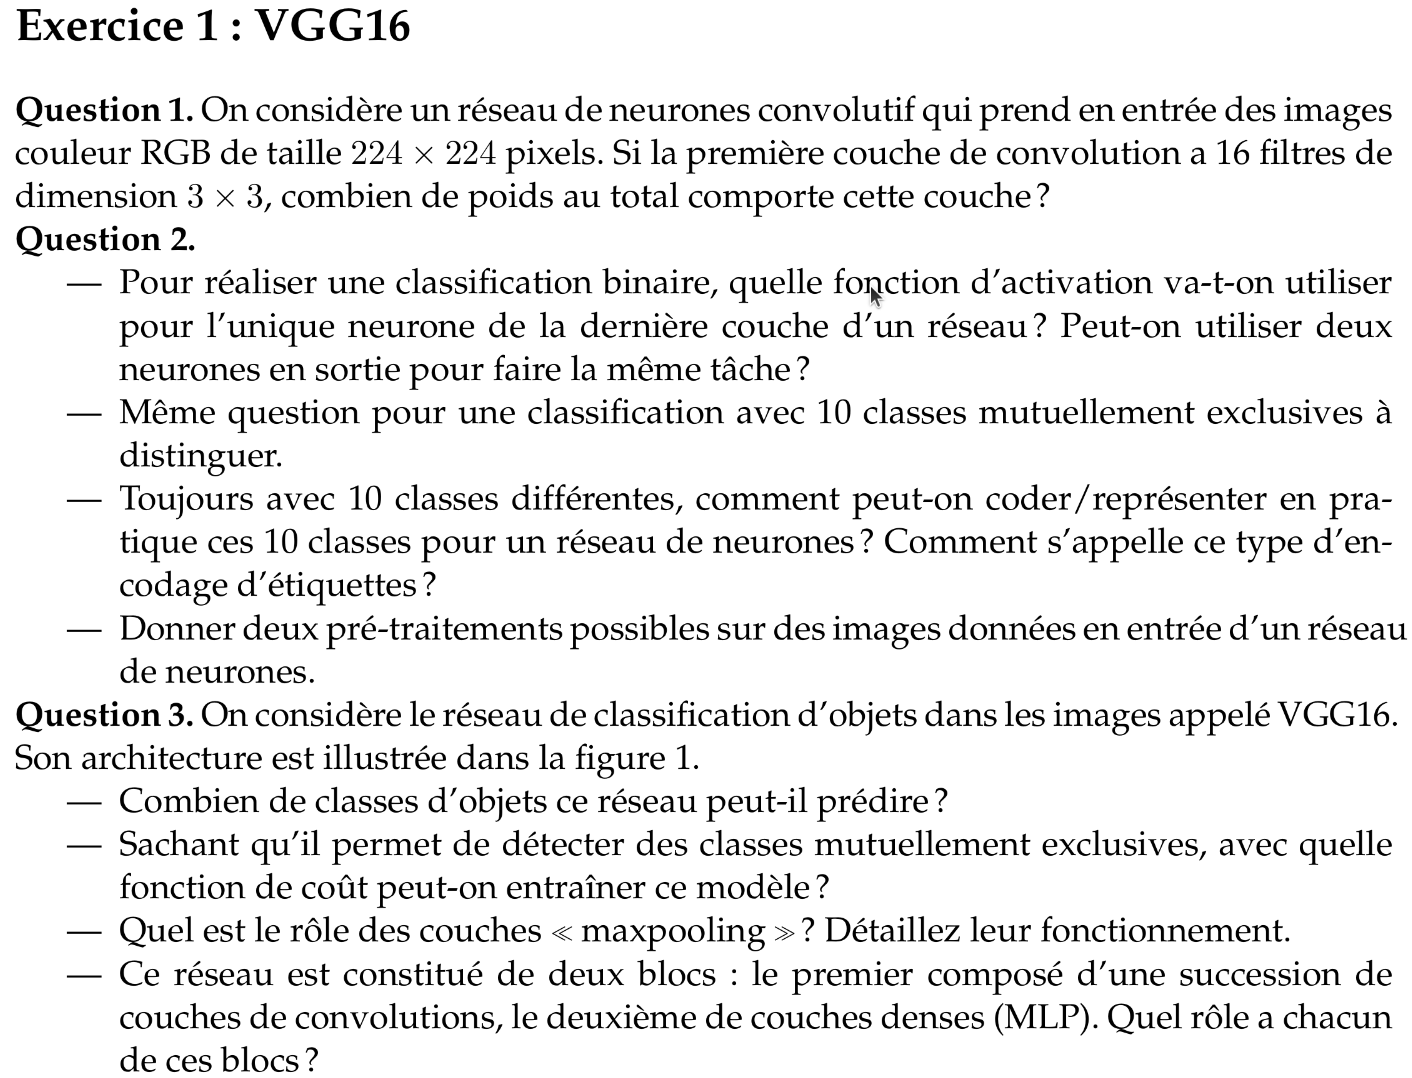 Exercice 1 : VGG16
Question 1. On considère un réseau de neurones convolutif qui prend en entrée des images
couleur RGB de taille 224 × 224 pixels. Si la première couche de convolution a 16 filtres de
dimension 3 × 3, combien de poids au total comporte cette couche ?
Question 2.
— Pour réaliser une classification binaire, quelle fonction d'activation va-t-on utiliser
pour l'unique neurone de la dernière couche d'un réseau ? Peut-on utiliser deux
neurones en sortie pour faire la même tâche ?
— Même question pour une classification avec 10 classes mutuellement exclusives à
distinguer.
— Toujours avec 10 classes différentes, comment peut-on coder/représenter en pra-
tique ces 10 classes pour un réseau de neurones ? Comment s'appelle ce type d'en-
codage d'étiquettes ?
— Donner deux pré-traitements possibles sur des images données en entrée d'un réseau
de neurones.
Question 3. On considère le réseau de classification d'objets dans les images appelé VGG16.
Son architecture est illustrée dans la figure 1.
— Combien de classes d'objets ce réseau peut-il prédire ?
— Sachant qu'il permet de détecter des classes mutuellement exclusives, avec quelle
fonction de coût peut-on entraîner ce modèle ?
— Quel est le rôle des couches ≪ maxpooling ≫ ? Détaillez leur fonctionnement.
— Ce réseau est constitué de deux blocs : le premier composé d'une succession de
couches de convolutions, le deuxième de couches denses (MLP). Quel rôle a chacun
de ces blocs ?